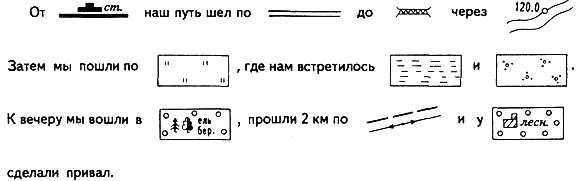 От ст. наш путь шел по до через 120.0
Затем мы пошли по , где нам встретилось и .
К вечеру мы вошли в ель бер. , прошли 2 км по и у лесн.
сделали привал.